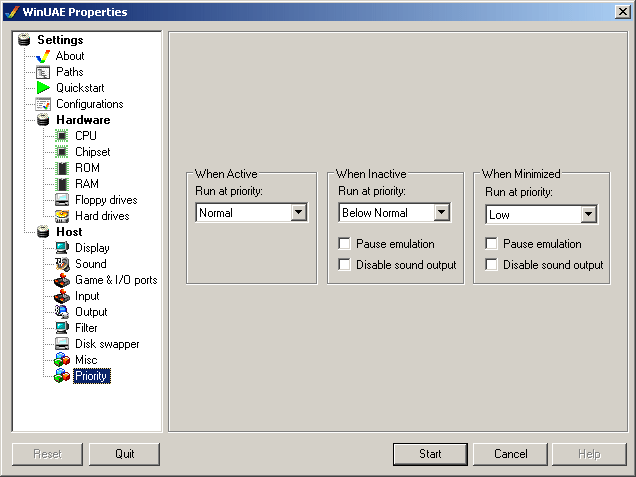 WinUAE Properties
Settings
About
Paths
Quickstart
Configurations
Hardware
CPU
Chipset
ROM
RAM
Floppy drives
Hard drives
Host
Display
Sound
Game & I/O ports
Input
Output
Filter
Disk swapper
Misc
Priority
When Active
Run at priority:
Normal
When Inactive
Run at priority:
Below Normal
Pause emulation
Disable sound output
When Minimized
Run at priority:
Low
Pause emulation
Disable sound output
Reset
Quit
Start
Cancel
Help